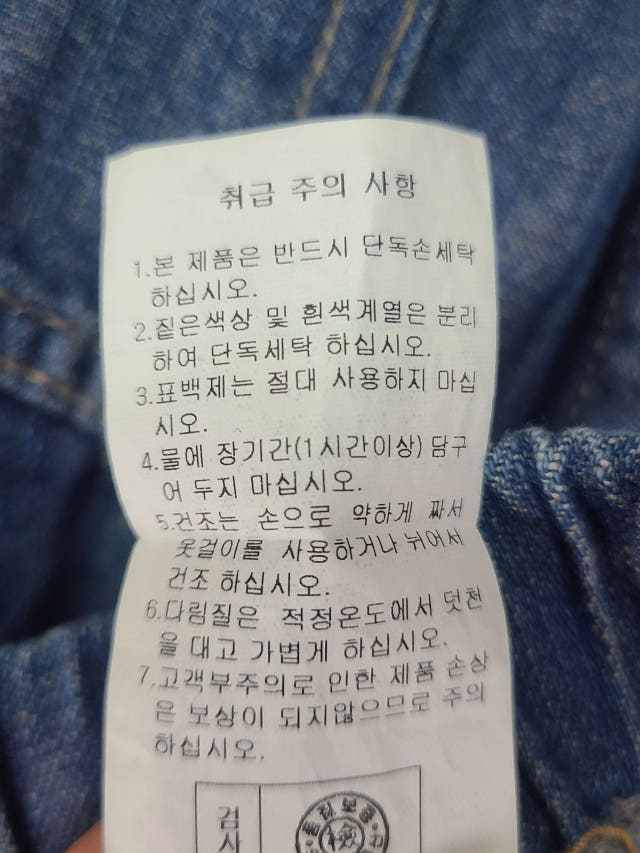 취급 주의 사항
1.본 제품은 반드시 단독손세탁
하십시오.
2.짙은색상 및 흰색계열은 분리
하여 단독세탁 하십시오.
3.표백제는 절대 사용하지 마십
시오.
4.물에 장기간(1시간이상) 담구
어 두지 마십시오.
5.건조는 손으로 약하게 짜서
옷걸이를 사용하거나 뉘어서
건조 하십시오.
6.다림질은 적정온도에서 덧천
을 대고 가볍게 하십시오.
7.고객부주의로 인한 제품 손상
은 보상이 되지않으므로 주의
하십시오.
검사
檢